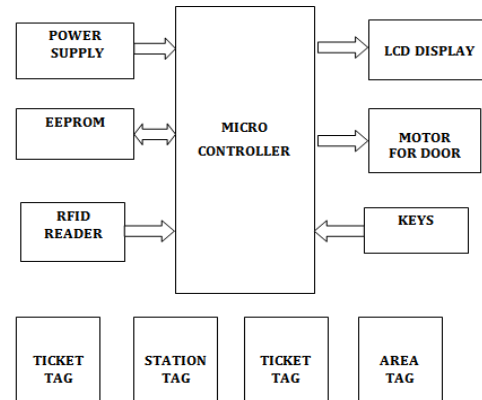 POWER
SUPPLY
LCD DISPLAY
EEPROM
MICRO
CONTROLLER
MOTOR
FOR DOOR
RFID
READER
KEYS
TICKET
TAG
STATION
TAG
TICKET
TAG
AREA
TAG